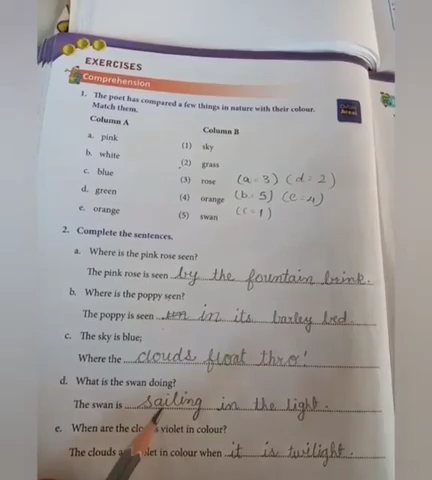 EXERCISES
Comprehension
1. The poet has compared a few things in nature with their colour.
Match them.
Column A Column B
a. pink (1) sky
b. white (2) grass
c. blue (3) rose (a = 3) (d = 2)
d. green (4) orange (b = 5) (e = 4)
e. orange (5) swan (c = 1)
2. Complete the sentences.
a. Where is the pink rose seen?
The pink rose is seen by the fountain brink.
b. Where is the poppy seen?
The poppy is seen in its barley bed.
c. The sky is blue;
Where the clouds float thro'
d. What is the swan doing?
The swan is sailing in the light.
e. When are the violet in colour?
The clouds violet in colour when it is twilight.